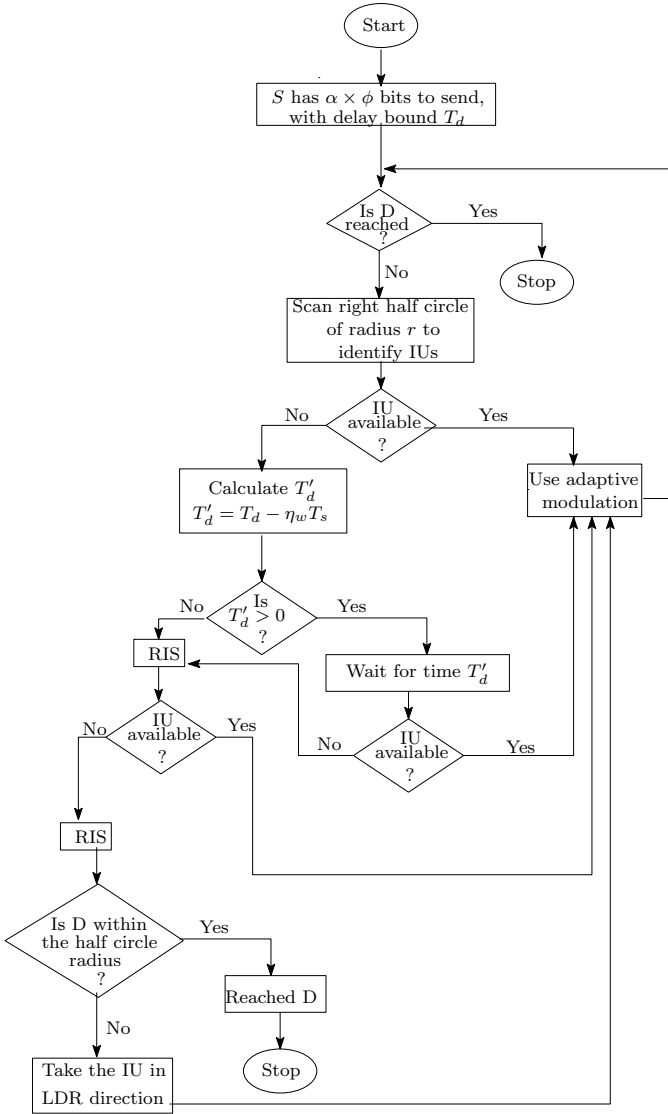 Start
S has α × ϕ bits to send,
with delay bound T_d
Is D
reached
?
Yes
No
Stop
Scan right half circle
of radius r to
identify IUs
IU
available
?
No
Yes
Calculate T′_d
T′_d = T_d − η_w T_s
Use adaptive
modulation
Is
T′_d > 0
?
No
Yes
RIS
Wait for time T′_d
IU
available
?
No
Yes
IU
available
?
No
Yes
RIS
Is D within
the half circle
radius
?
Yes
No
Reached D
Stop
Take the IU in
LDR direction